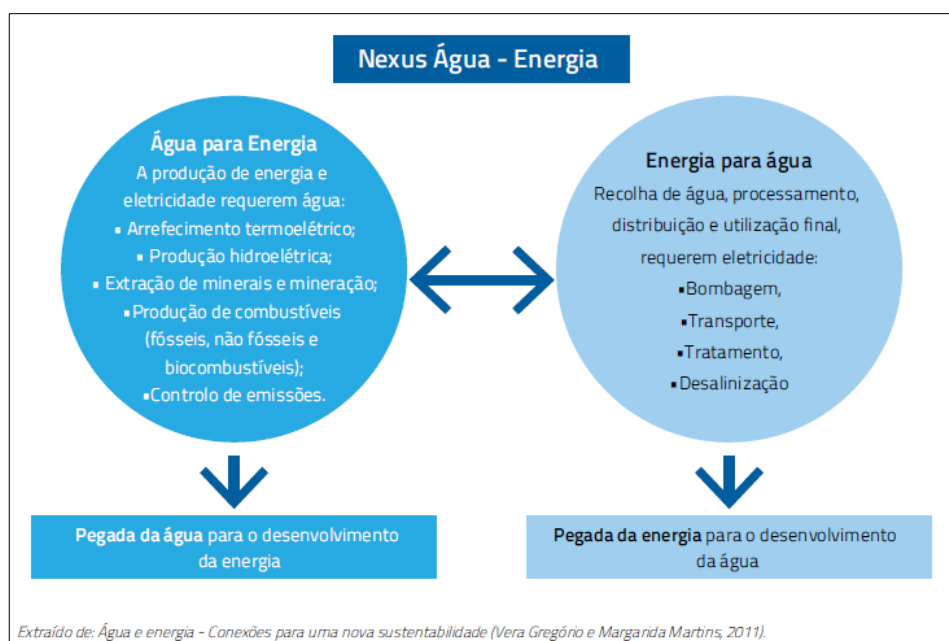 Nexus Água - Energia
Água para Energia
A produção de energia e
eletricidade requerem água:
▪ Arrefecimento termoelétrico;
▪ Produção hidroelétrica;
▪ Extração de minerais e mineração;
▪Produção de combustíveis
(fósseis, não fósseis e
biocombustíveis);
▪Controlo de emissões.
Energia para água
Recolha de água, processamento,
distribuição e utilização final,
requerem eletricidade:
▪Bombagem,
▪Transporte,
▪Tratamento,
▪Desalinização
Pegada da água para o desenvolvimento
da energia
Pegada da energia para o desenvolvimento
da água
Extraído de: Água e energia - Conexões para uma nova sustentabilidade (Vera Gregório e Margarida Martins, 2011).